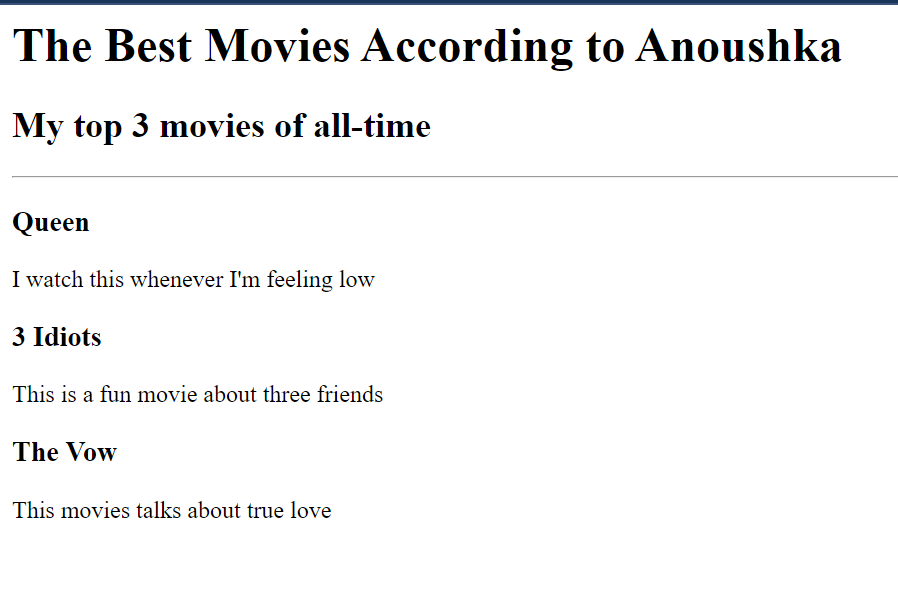 The Best Movies According to Anoushka
My top 3 movies of all-time
Queen
I watch this whenever I'm feeling low
3 Idiots
This is a fun movie about three friends
The Vow
This movies talks about true love